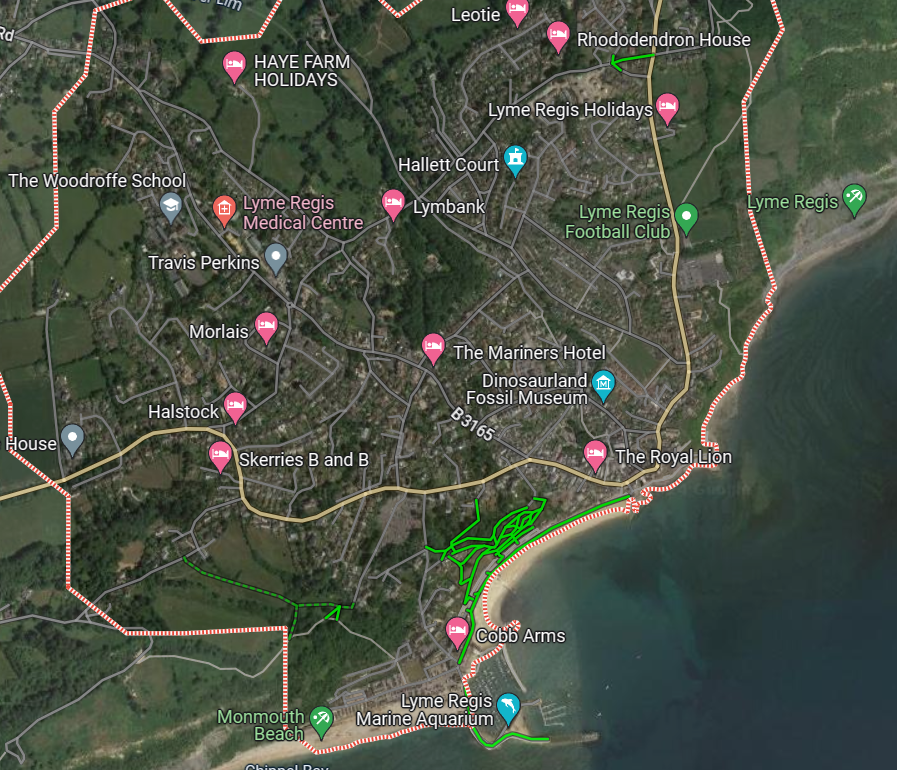 Leotie
Rhododendron House
Rd
HAYE FARM
HOLIDAYS
Lyme Regis Holidays
Hallett Court
The Woodroffe School
Lyme Regis
Medical Centre
Lymbank
Lyme Regis
Football Club
Lyme Regis
Travis Perkins
Morlais
The Mariners Hotel
Dinosaurland
Fossil Museum
Halstock
B3165
House
Skerries B and B
The Royal Lion
Cobb Arms
Lyme Regis
Marine Aquarium
Monmouth
Beach